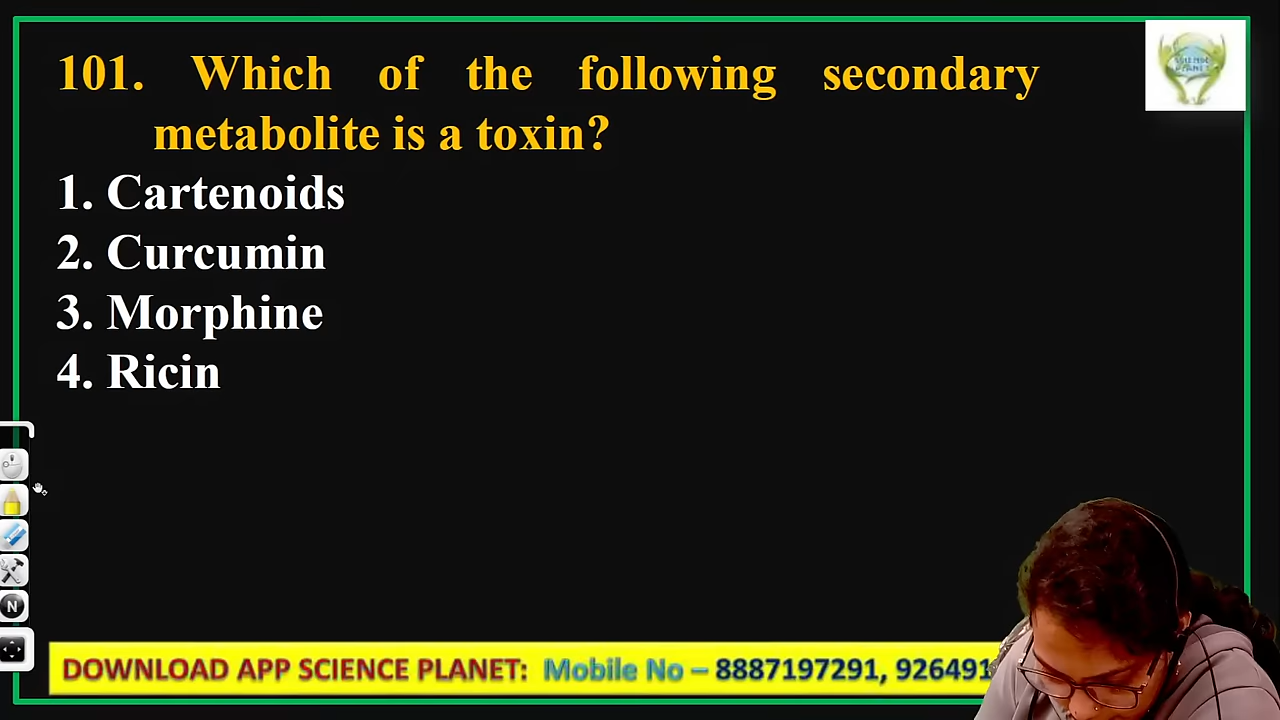 101. Which of the following secondary
metabolite is a toxin?
1. Cartenoids
2. Curcumin
3. Morphine
4. Ricin
N
DOWNLOAD APP SCIENCE PLANET: Mobile No – 8887197291, 926491